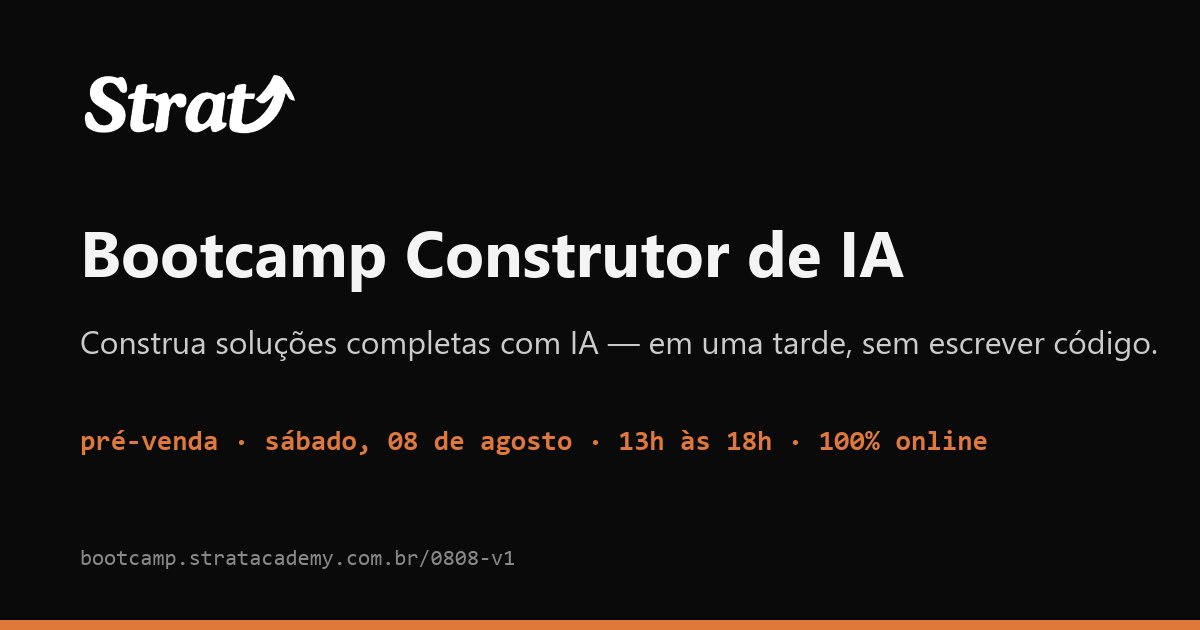 Strat
Bootcamp Construtor de IA
Construa soluções completas com IA — em uma tarde, sem escrever código.
pré-venda · sábado, 08 de agosto · 13h às 18h · 100% online
bootcamp.stratacademy.com.br/0808-v1